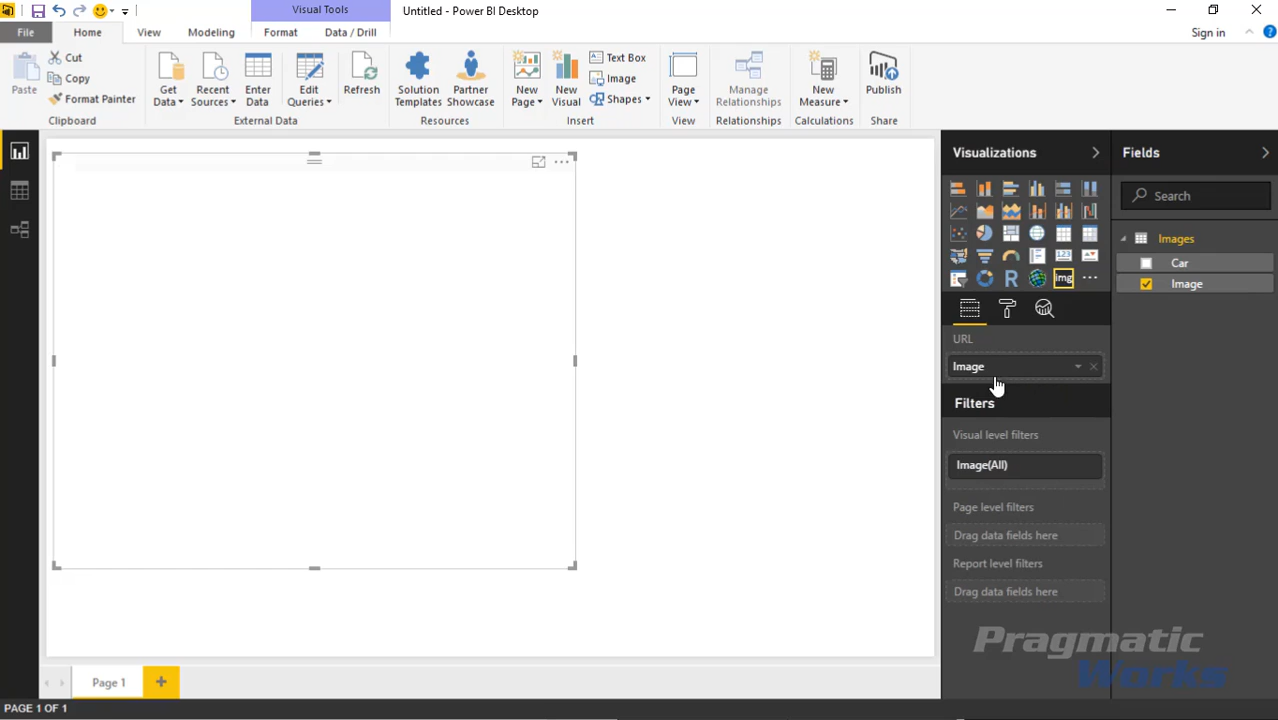 Visual Tools
Untitled - Power BI Desktop
File
Home
View
Modeling
Format
Data / Drill
Sign in
Paste
Cut
Copy
Format Painter
Clipboard
Get Data
Recent Sources
Enter Data
Edit Queries
Refresh
External Data
Solution Templates
Partner Showcase
Resources
New Page
New Visual
Text Box
Image
Shapes
Insert
Page View
View
Manage Relationships
Relationships
New Measure
Calculations
Publish
Share
Visualizations
Fields
Search
Images
Car
Image
R
123
img
URL
Image
Filters
Visual level filters
Image(All)
Page level filters
Drag data fields here
Report level filters
Drag data fields here
Pragmatic
Works
Page 1
PAGE 1 OF 1